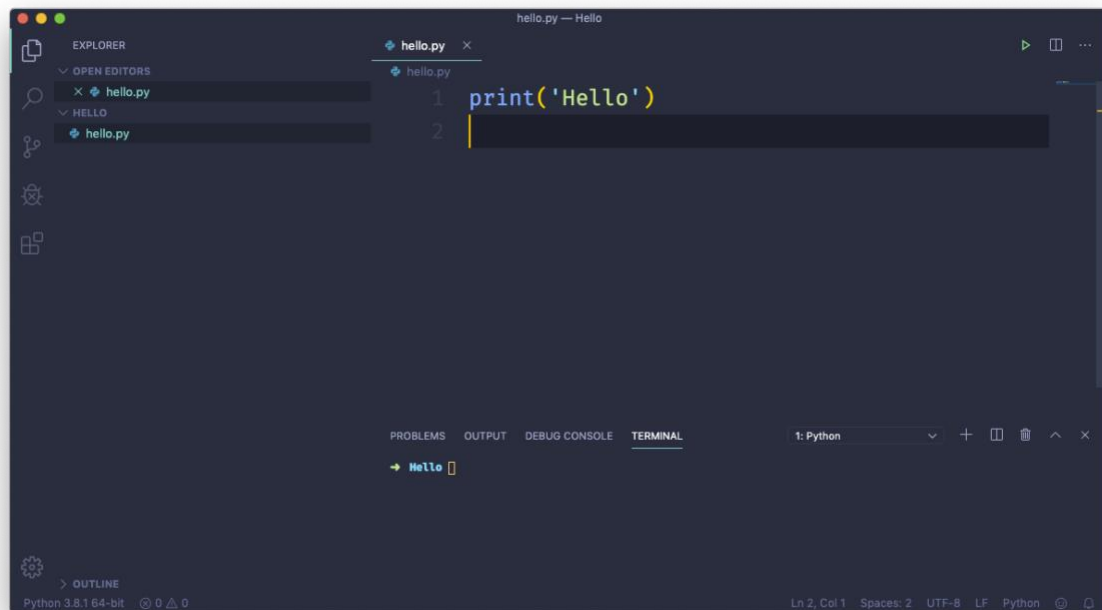 hello.py — Hello
EXPLORER
OPEN EDITORS
hello.py
HELLO
hello.py
hello.py
hello.py
1 print('Hello')
2
PROBLEMS OUTPUT DEBUG CONSOLE TERMINAL 1: Python
➜ Hello
OUTLINE
Python 3.8.1 64-bit 0 0 Ln 2, Col 1 Spaces: 2 UTF-8 LF Python